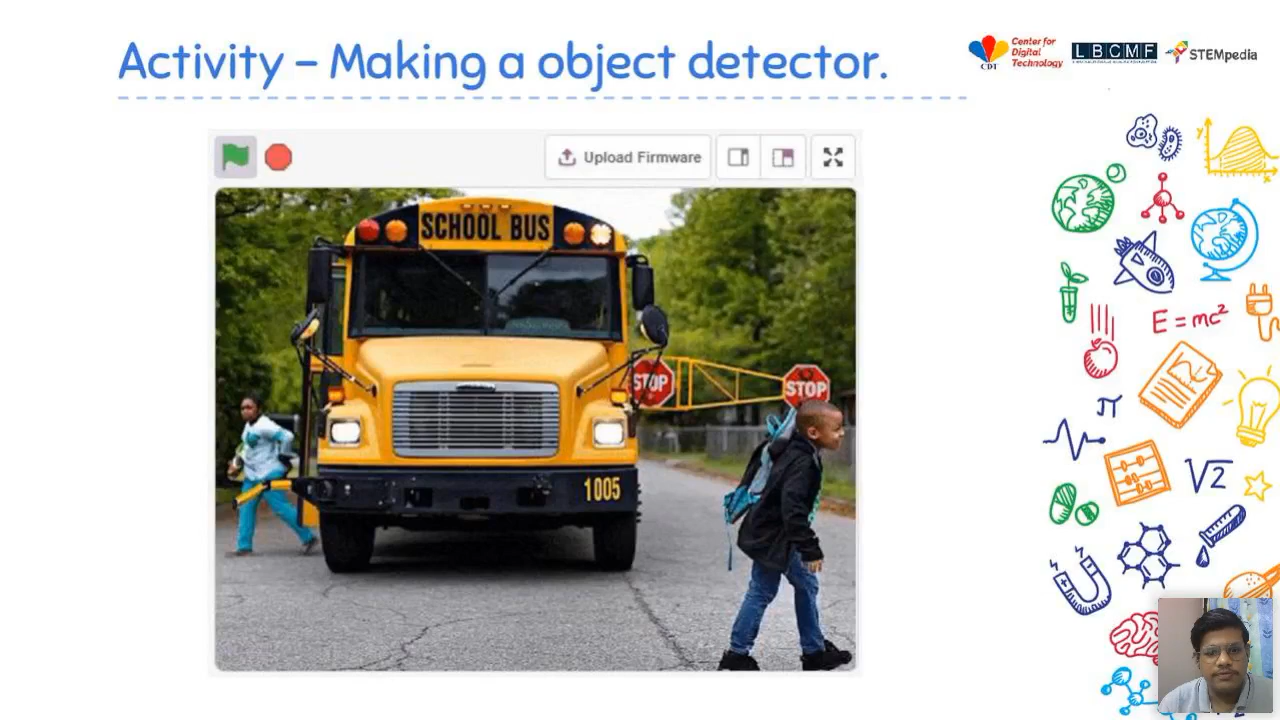 Activity – Making a object detector.
Center for
Digital
Technology
CDT
LBCMF
STEMpedia
Upload Firmware
SCHOOL BUS
STOP
STOP
1005
y
x
E = mc²
π
√2